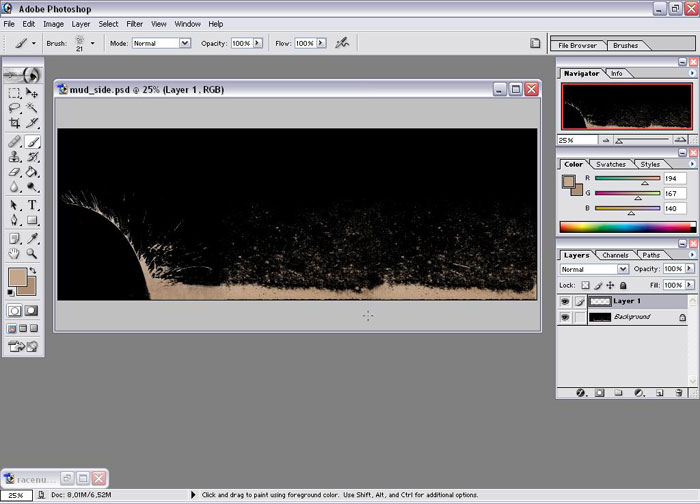 Adobe Photoshop
File Edit Image Layer Select Filter View Window Help
Brush: 21 Mode: Normal Opacity: 100% Flow: 100% File Browser Brushes
mud_side.psd @ 25% (Layer 1, RGB)
Navigator Info
25%
Color Swatches Styles
R 194
G 167
B 140
Layers Channels Paths
Normal Opacity: 100%
Lock: Fill: 100%
Layer 1
Background
racenu...
25% Doc: 8,01M/6,52M Click and drag to paint using foreground color. Use Shift, Alt, and Ctrl for additional options.